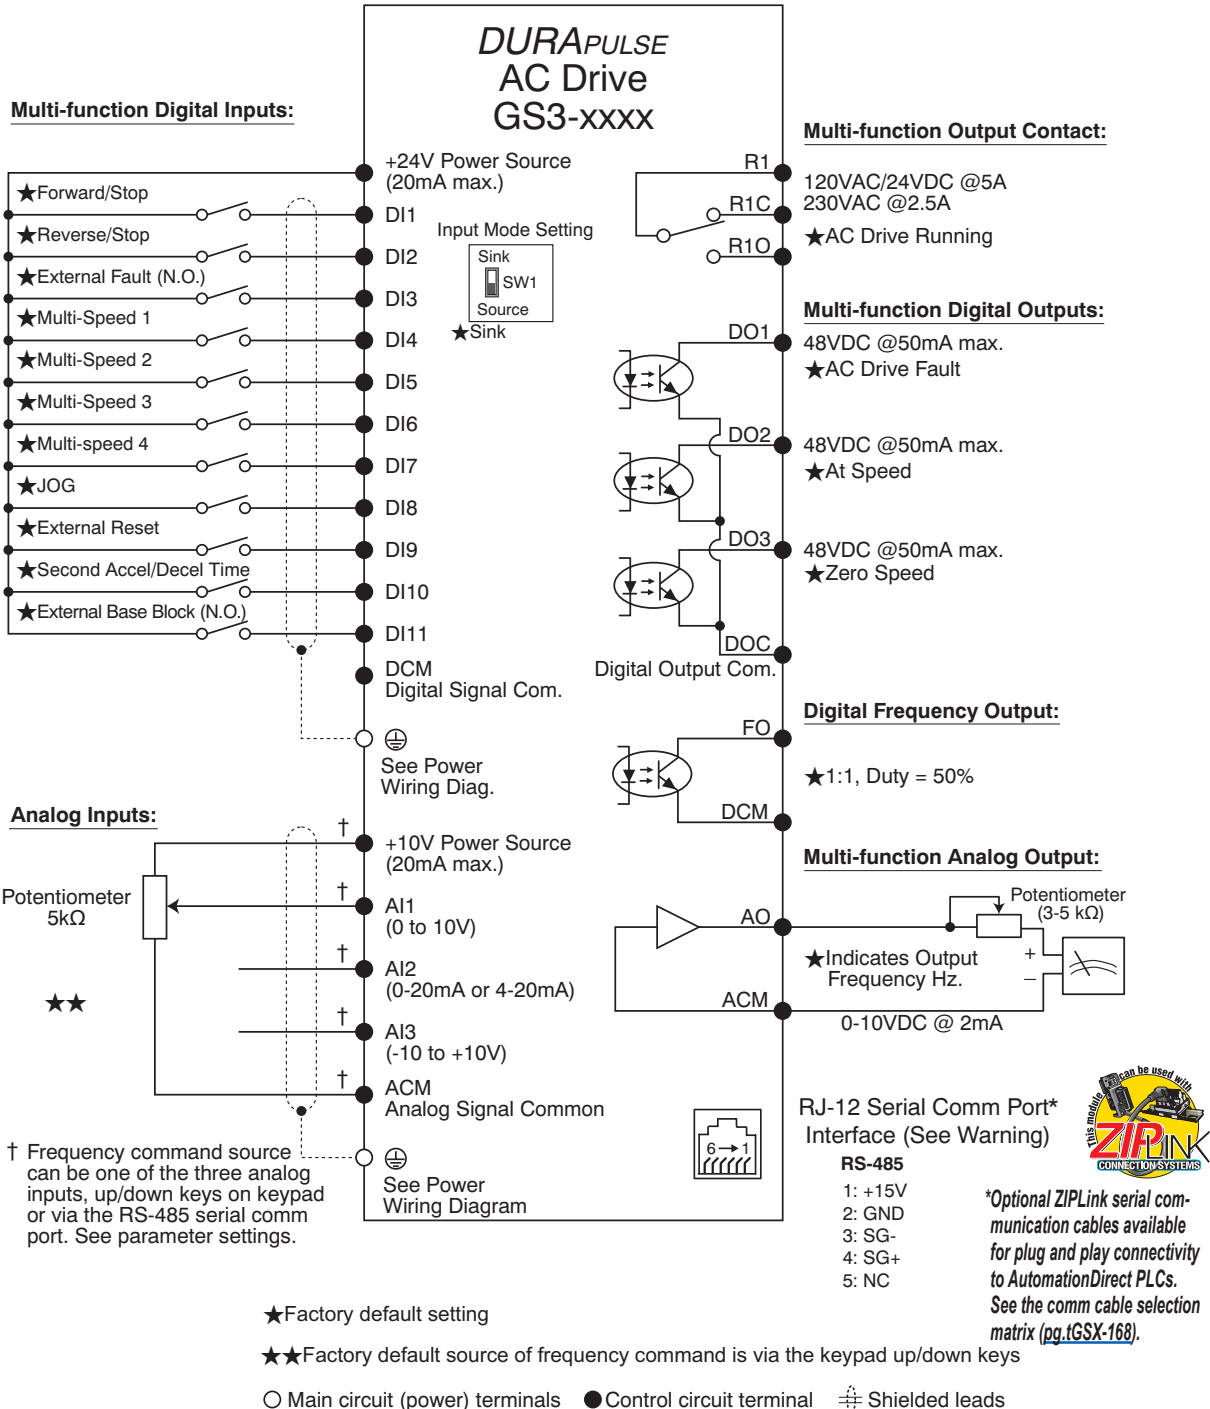 DURAPULSE
AC Drive
GS3-xxxx
Multi-function Digital Inputs:
+24V Power Source
(20mA max.)
★Forward/Stop
DI1
★Reverse/Stop
DI2
★External Fault (N.O.)
DI3
★Multi-Speed 1
DI4
★Multi-Speed 2
DI5
★Multi-Speed 3
DI6
★Multi-speed 4
DI7
★JOG
DI8
★External Reset
DI9
★Second Accel/Decel Time
DI10
★External Base Block (N.O.)
DI11
DCM
Digital Signal Com.
See Power
Wiring Diag.
Input Mode Setting
Sink
SW1
Source
★Sink
Multi-function Output Contact:
R1
R1C
R1O
120VAC/24VDC @5A
230VAC @2.5A
★AC Drive Running
Multi-function Digital Outputs:
DO1
48VDC @50mA max.
★AC Drive Fault
DO2
48VDC @50mA max.
★At Speed
DO3
48VDC @50mA max.
★Zero Speed
DOC
Digital Output Com.
Digital Frequency Output:
FO
★1:1, Duty = 50%
DCM
Analog Inputs:
†
+10V Power Source
(20mA max.)
Potentiometer
5kΩ
†
AI1
(0 to 10V)
†
AI2
(0-20mA or 4-20mA)
★★
†
AI3
(-10 to +10V)
†
ACM
Analog Signal Common
See Power
Wiring Diagram
Multi-function Analog Output:
AO
Potentiometer
(3-5 kΩ)
★Indicates Output
Frequency Hz.
+
–
ACM
0-10VDC @ 2mA
† Frequency command source
can be one of the three analog
inputs, up/down keys on keypad
or via the RS-485 serial comm
port. See parameter settings.
6→1
RJ-12 Serial Comm Port*
Interface (See Warning)
RS-485
1: +15V
2: GND
3: SG-
4: SG+
5: NC
This module can be used with
ZIPLINK
CONNECTION SYSTEMS
*Optional ZIPLink serial com-
munication cables available
for plug and play connectivity
to AutomationDirect PLCs.
See the comm cable selection
matrix (pg.tGSX-168).
★Factory default setting
★★Factory default source of frequency command is via the keypad up/down keys
Main circuit (power) terminals
Control circuit terminal
Shielded leads